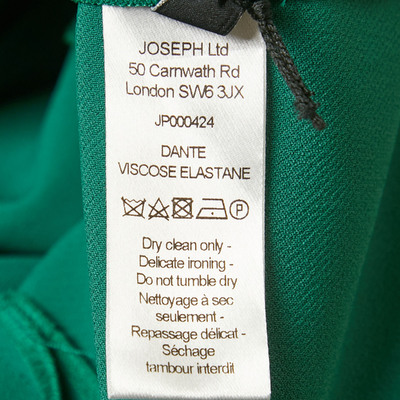 JOSEPH Ltd
50 Carnwath Rd
London SW6 3JX
JP000424
DANTE
VISCOSE ELASTANE
P
Dry clean only -
Delicate ironing -
Do not tumble dry
Nettoyage à sec
seulement -
Repassage délicat -
Séchage
tambour interdit